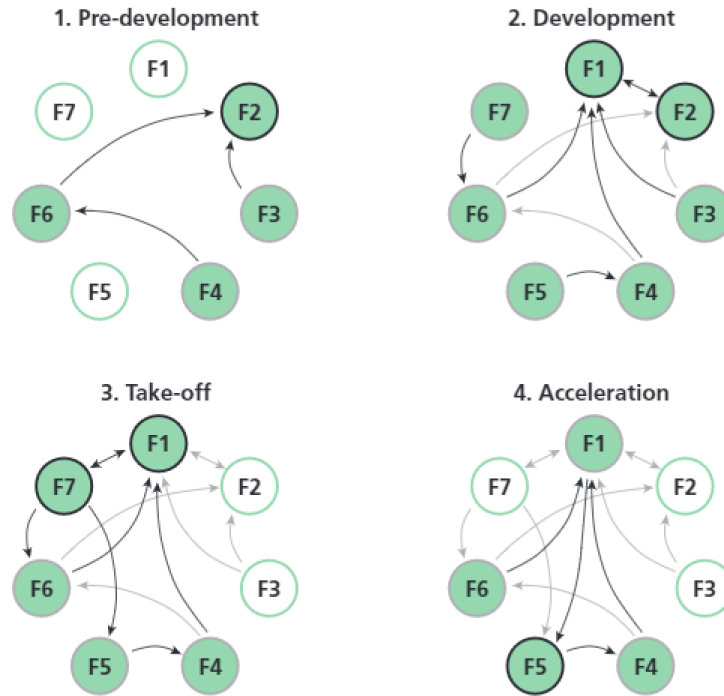 1. Pre-development
F1
F7
F2
F6
F3
F5
F4
2. Development
F1
F7
F2
F6
F3
F5
F4
3. Take-off
F1
F7
F2
F6
F3
F5
F4
4. Acceleration
F1
F7
F2
F6
F3
F5
F4